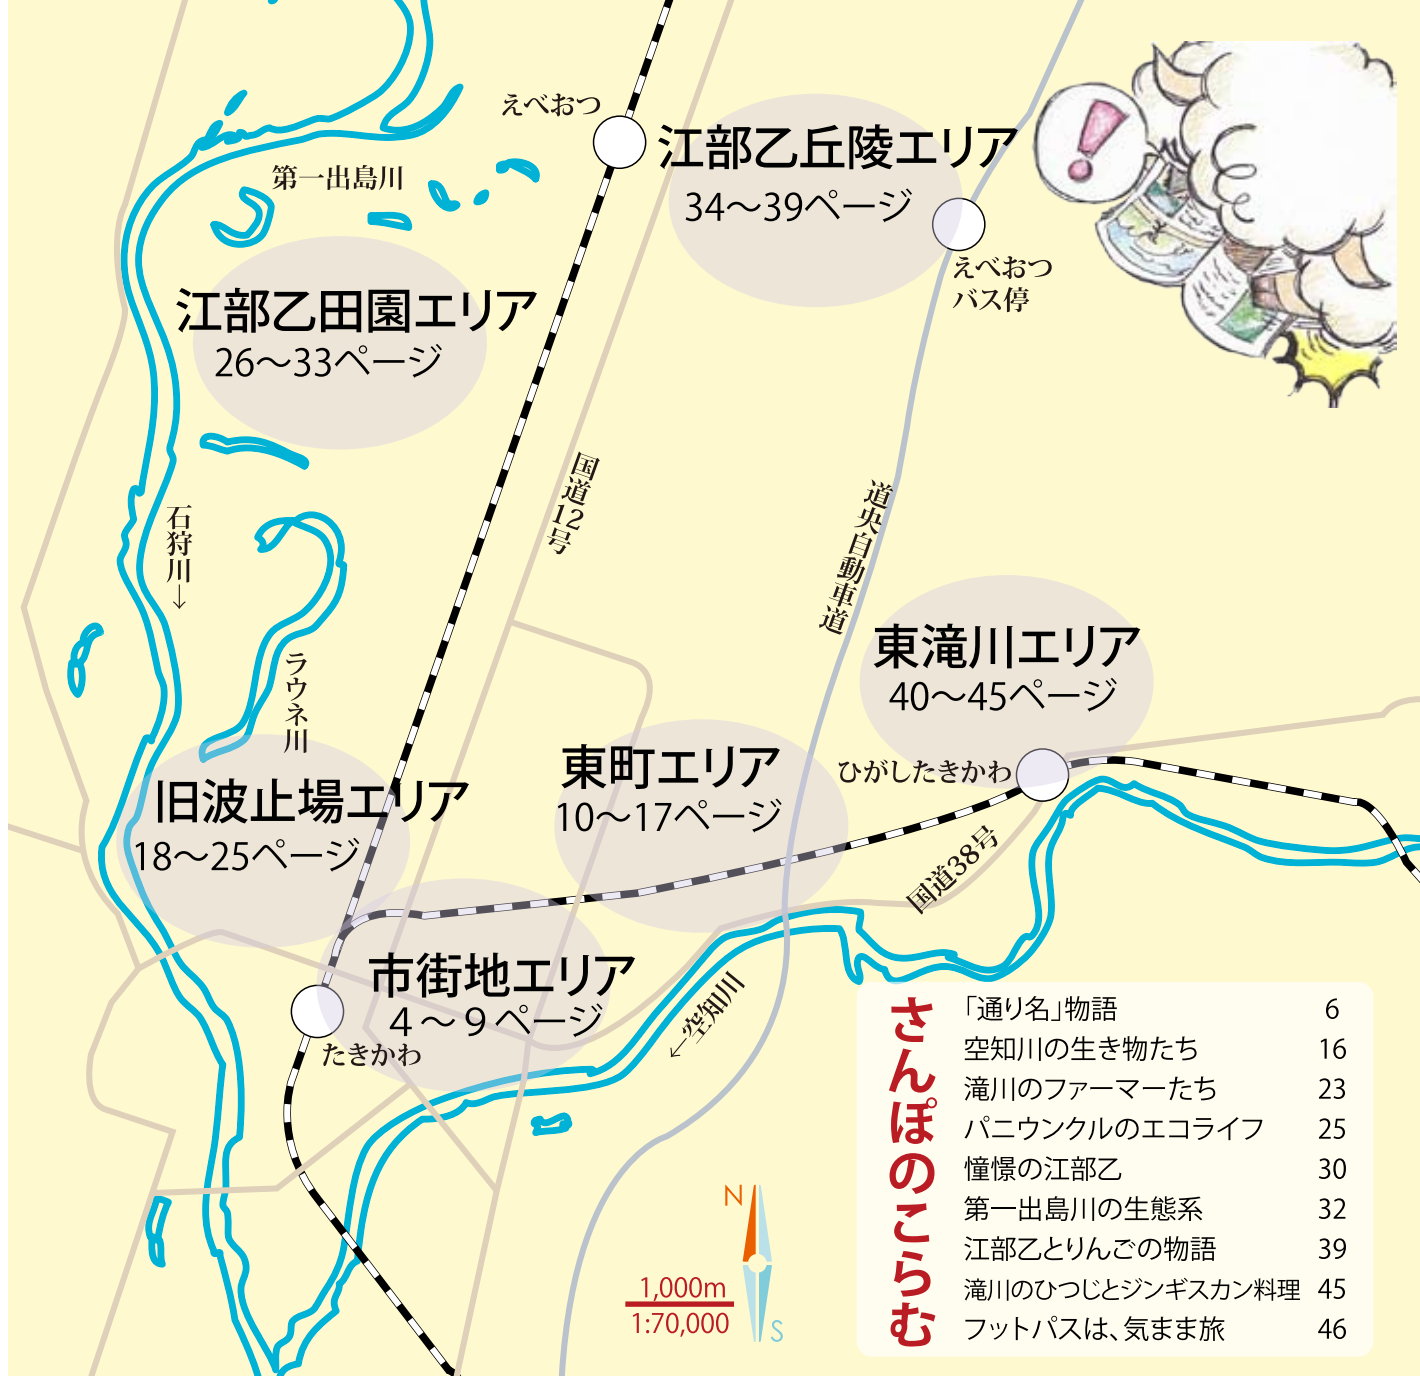 えべおつ
江部乙丘陵エリア
34～39ページ
第一出島川
えべおつ
バス停
江部乙田園エリア
26～33ページ
国道12号
道央自動車道
石狩川→
ラウネ川
東滝川エリア
40～45ページ
ひがしたきかわ
東町エリア
10～17ページ
旧波止場エリア
18～25ページ
国道38号
市街地エリア
4～9ページ
たきかわ
←空知川
さんぽのこらむ
「通り名」物語 6
空知川の生き物たち 16
滝川のファーマーたち 23
パニウンクルのエコライフ 25
憧憬の江部乙 30
第一出島川の生態系 32
江部乙とりんごの物語 39
滝川のひつじとジンギスカン料理 45
フットパスは、気まま旅 46
N
1,000m
1:70,000
S